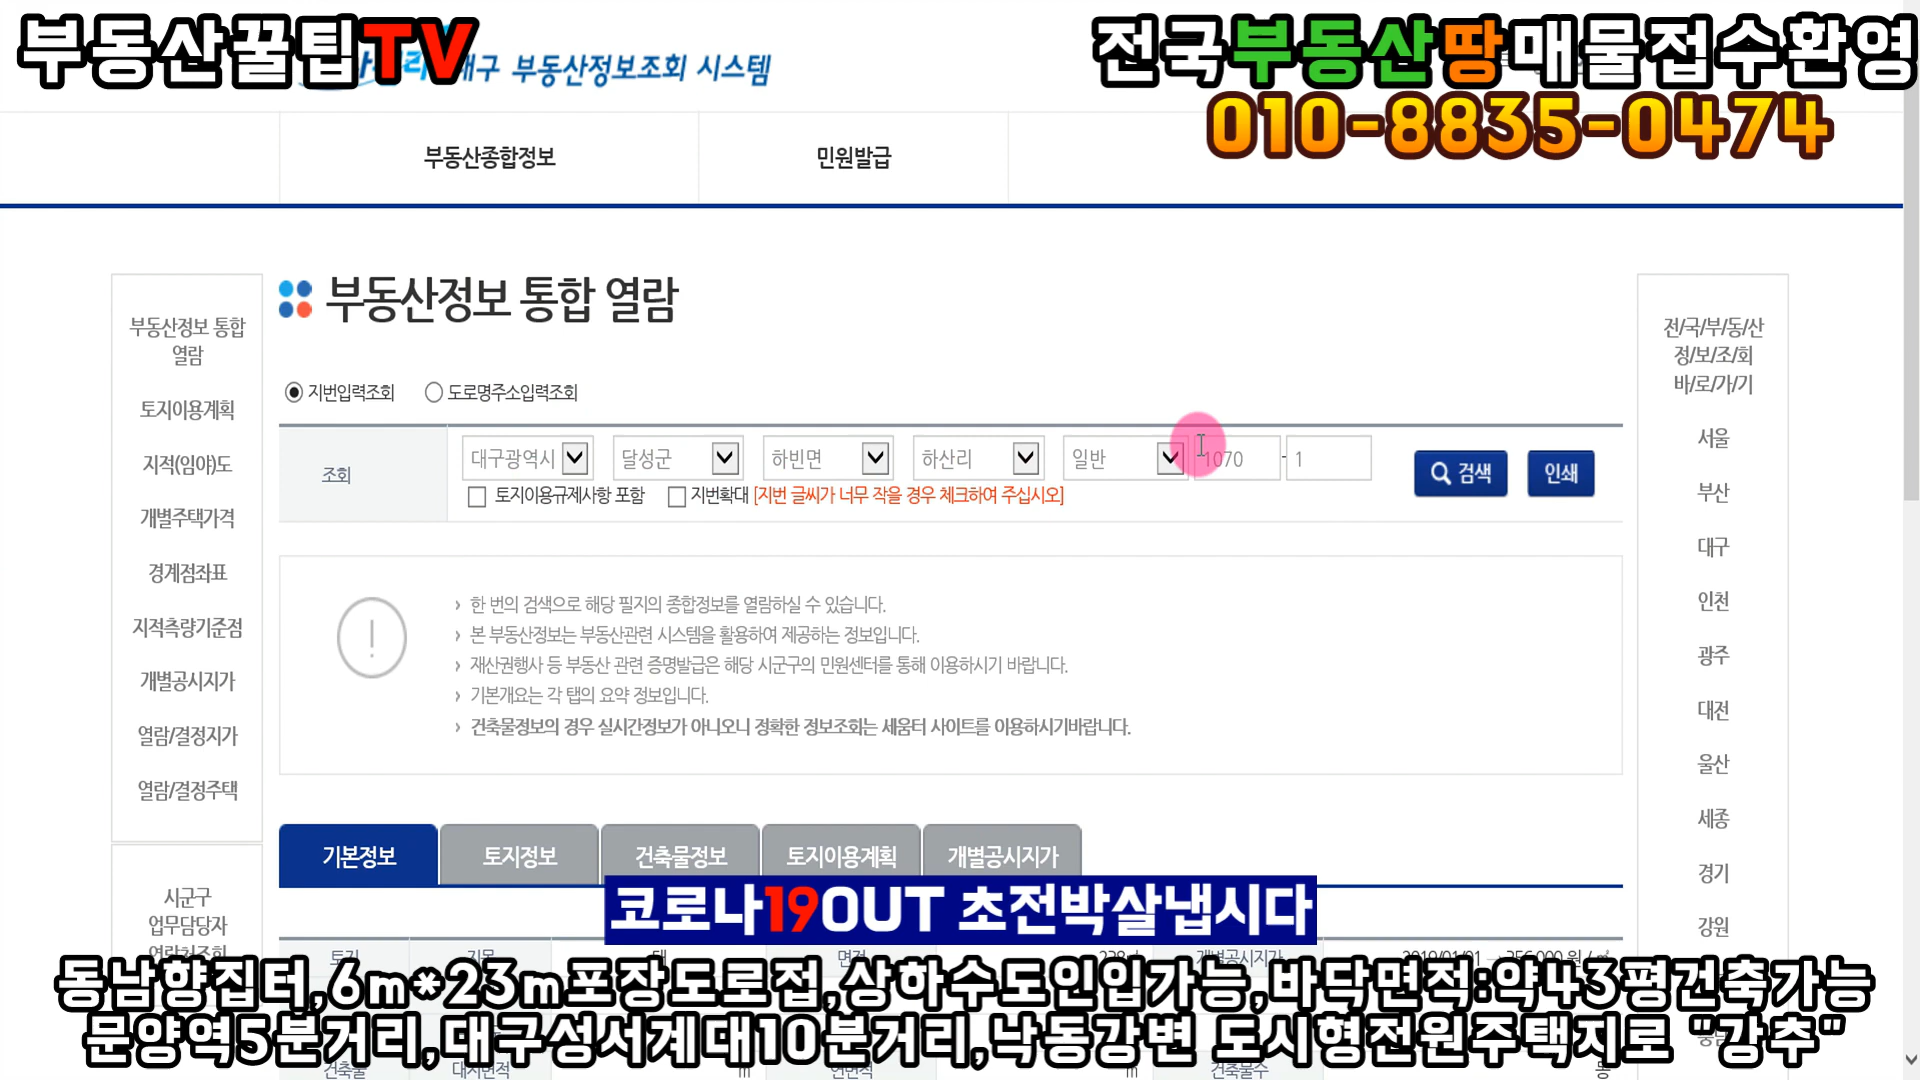 부동산꿀팁TV
대구 부동산정보조회 시스템
전국부동산땅매물접수환영
010-8835-0474
부동산종합정보
민원발급
부동산정보 통합
열람
토지이용계획
지적(임야)도
개별주택가격
경계점좌표
지적측량기준점
개별공시지가
열람/결정지가
열람/결정주택
시군구
업무담당자
부동산정보 통합 열람
지번입력조회
도로명주소입력조회
조회
대구광역시
달성군
하빈면
하산리
일반
1070 - 1
검색
인쇄
토지이용규제사항 포함
지번확대 [지번 글씨가 너무 작을 경우 체크하여 주십시오]
› 한 번의 검색으로 해당 필지의 종합정보를 열람하실 수 있습니다.
› 본 부동산정보는 부동산관련 시스템을 활용하여 제공하는 정보입니다.
› 재산권행사 등 부동산 관련 증명발급은 해당 시군구의 민원센터를 통해 이용하시기 바랍니다.
› 기본개요는 각 탭의 요약 정보입니다.
› 건축물정보의 경우 실시간정보가 아니오니 정확한 정보조회는 세움터 사이트를 이용하시기바랍니다.
기본정보
토지정보
건축물정보
토지이용계획
개별공시지가
전/국/부/동/산
정/보/조/회
바/로/가/기
서울
부산
대구
인천
광주
대전
울산
세종
경기
강원
코로나19OUT 초전박살냅시다
동남향집터,6m*23m포장도로접,상하수도인입가능,바닥면적:약43평건축가능
문양역5분거리,대구성서계대10분거리,낙동강변 도시형전원주택지로 "강추"